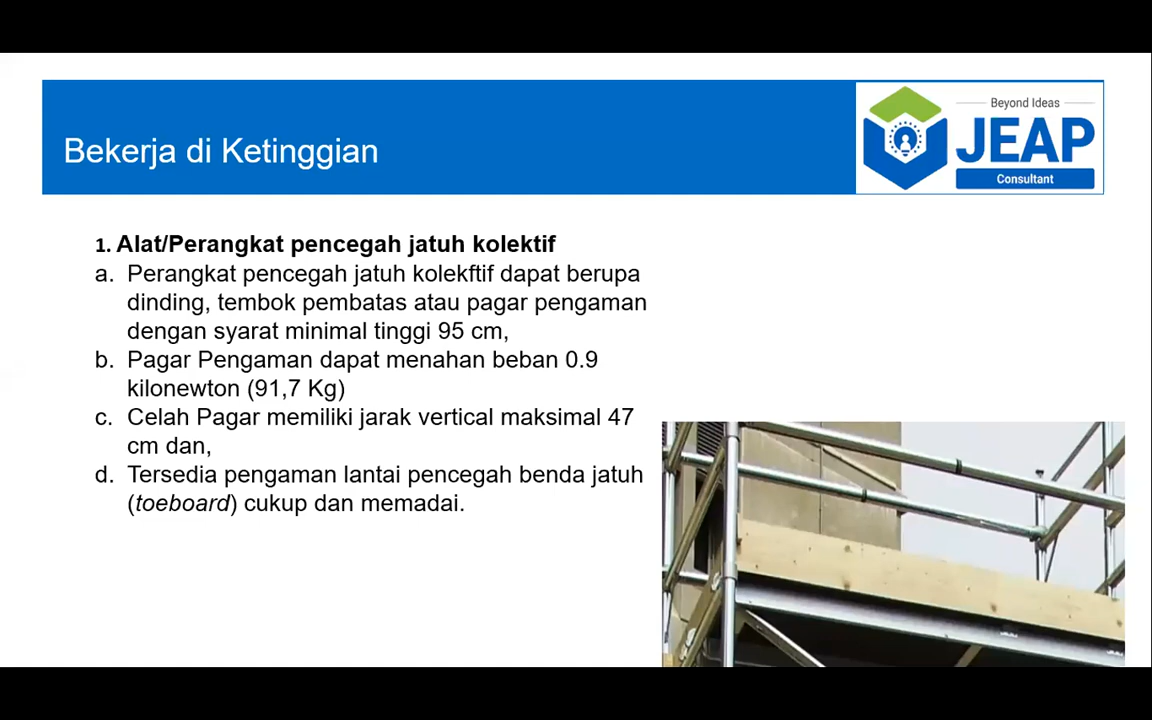 Bekerja di Ketinggian
Beyond Ideas
JEAP
Consultant
1. Alat/Perangkat pencegah jatuh kolektif
a. Perangkat pencegah jatuh kolekftif dapat berupa
dinding, tembok pembatas atau pagar pengaman
dengan syarat minimal tinggi 95 cm,
b. Pagar Pengaman dapat menahan beban 0.9
kilonewton (91,7 Kg)
c. Celah Pagar memiliki jarak vertical maksimal 47
cm dan,
d. Tersedia pengaman lantai pencegah benda jatuh
(toeboard) cukup dan memadai.